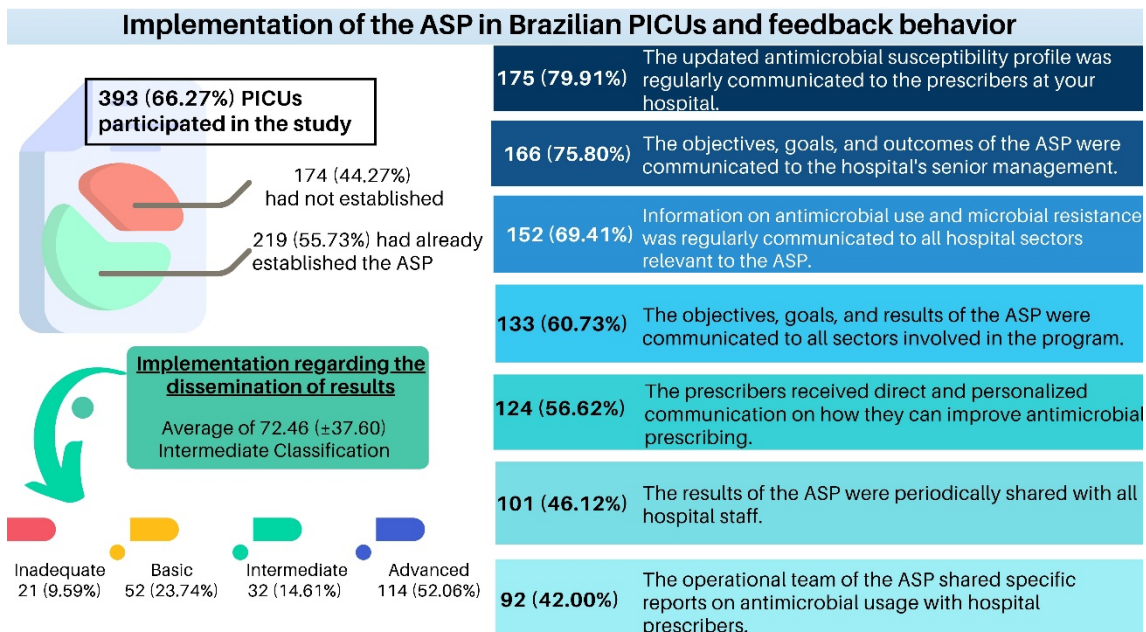 Implementation of the ASP in Brazilian PICUs and feedback behavior
393 (66.27%) PICUs
participated in the study
174 (44.27%)
had not established
219 (55.73%) had already
established the ASP
Implementation regarding the
dissemination of results
Average of 72.46 (±37.60)
Intermediate Classification
Inadequate
21 (9.59%)
Basic
52 (23.74%)
Intermediate
32 (14.61%)
Advanced
114 (52.06%)
175 (79.91%)
The updated antimicrobial susceptibility profile was
regularly communicated to the prescribers at your
hospital.
166 (75.80%)
The objectives, goals, and outcomes of the ASP were
communicated to the hospital's senior management.
152 (69.41%)
Information on antimicrobial use and microbial resistance
was regularly communicated to all hospital sectors
relevant to the ASP.
133 (60.73%)
The objectives, goals, and results of the ASP were
communicated to all sectors involved in the program.
124 (56.62%)
The prescribers received direct and personalized
communication on how they can improve antimicrobial
prescribing.
101 (46.12%)
The results of the ASP were periodically shared with all
hospital staff.
92 (42.00%)
The operational team of the ASP shared specific
reports on antimicrobial usage with hospital
prescribers.